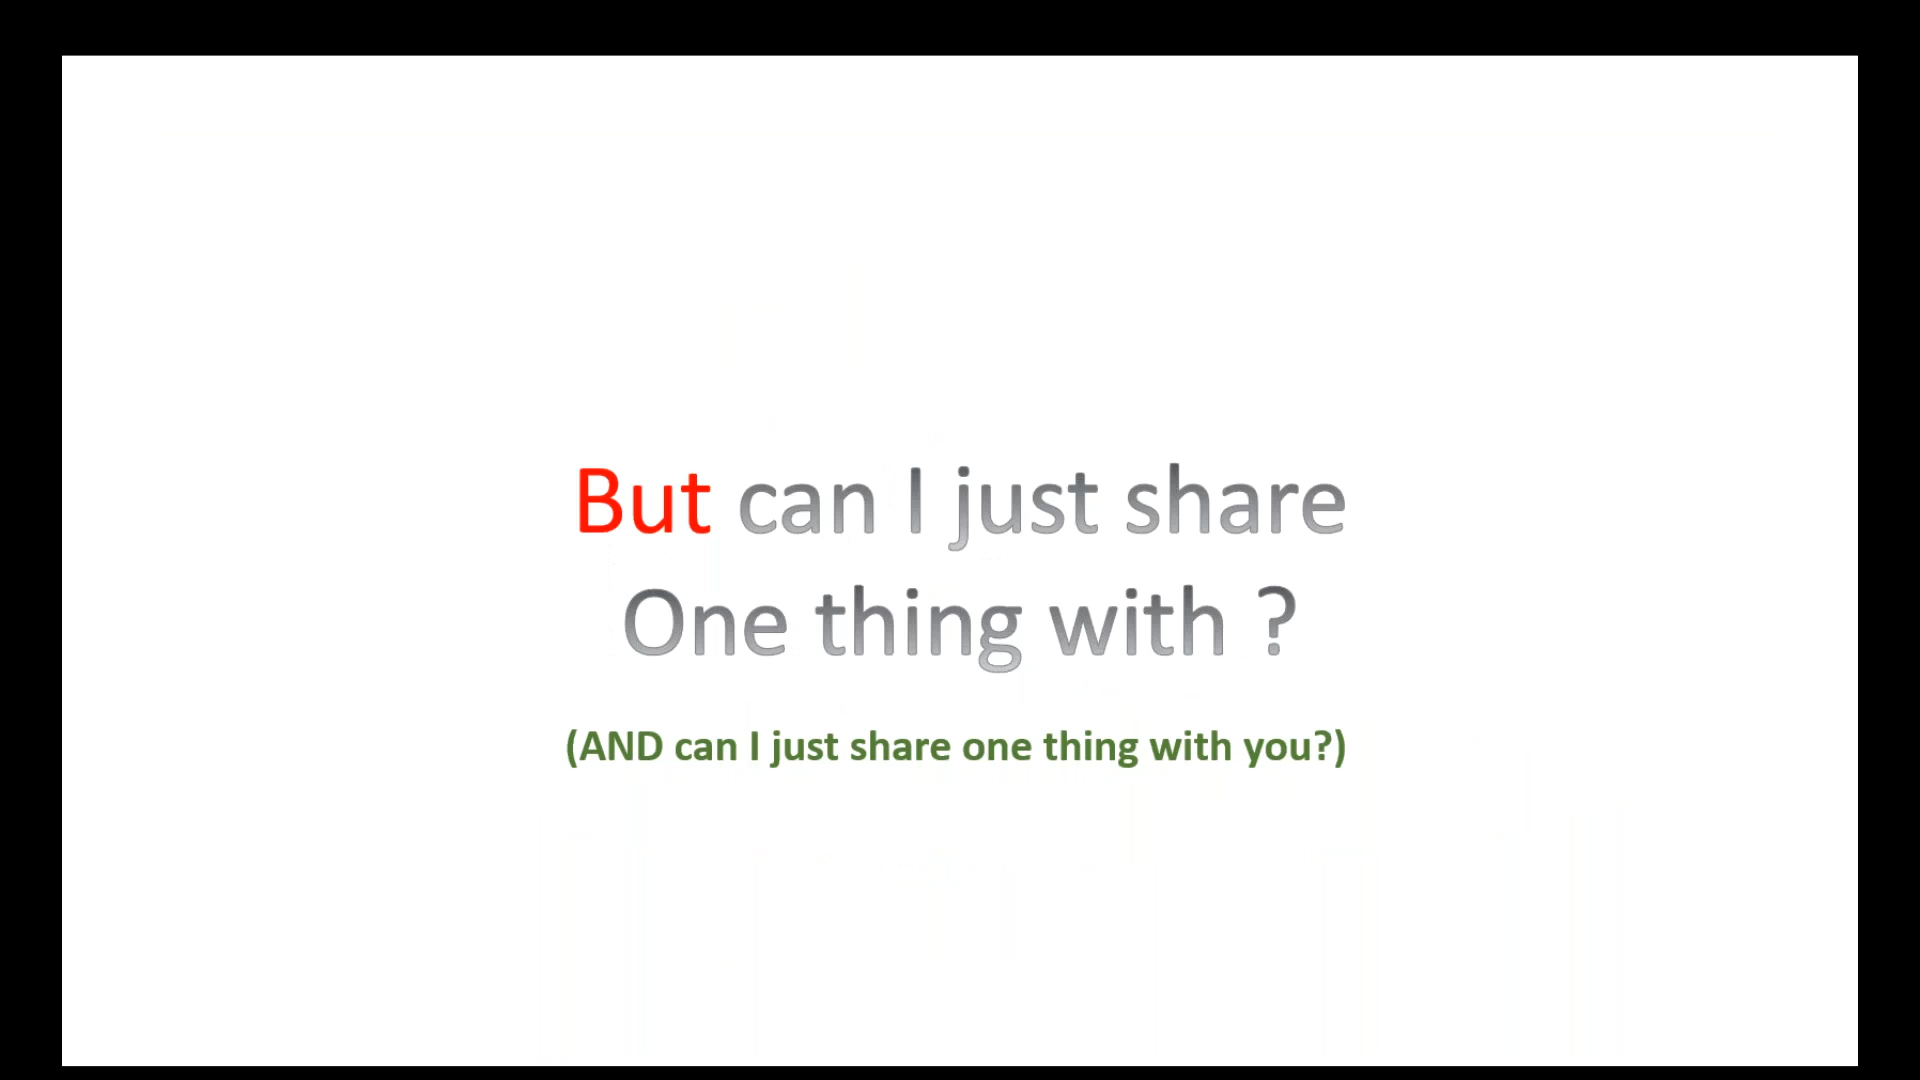 But can I just share
One thing with ?
(AND can I just share one thing with you?)